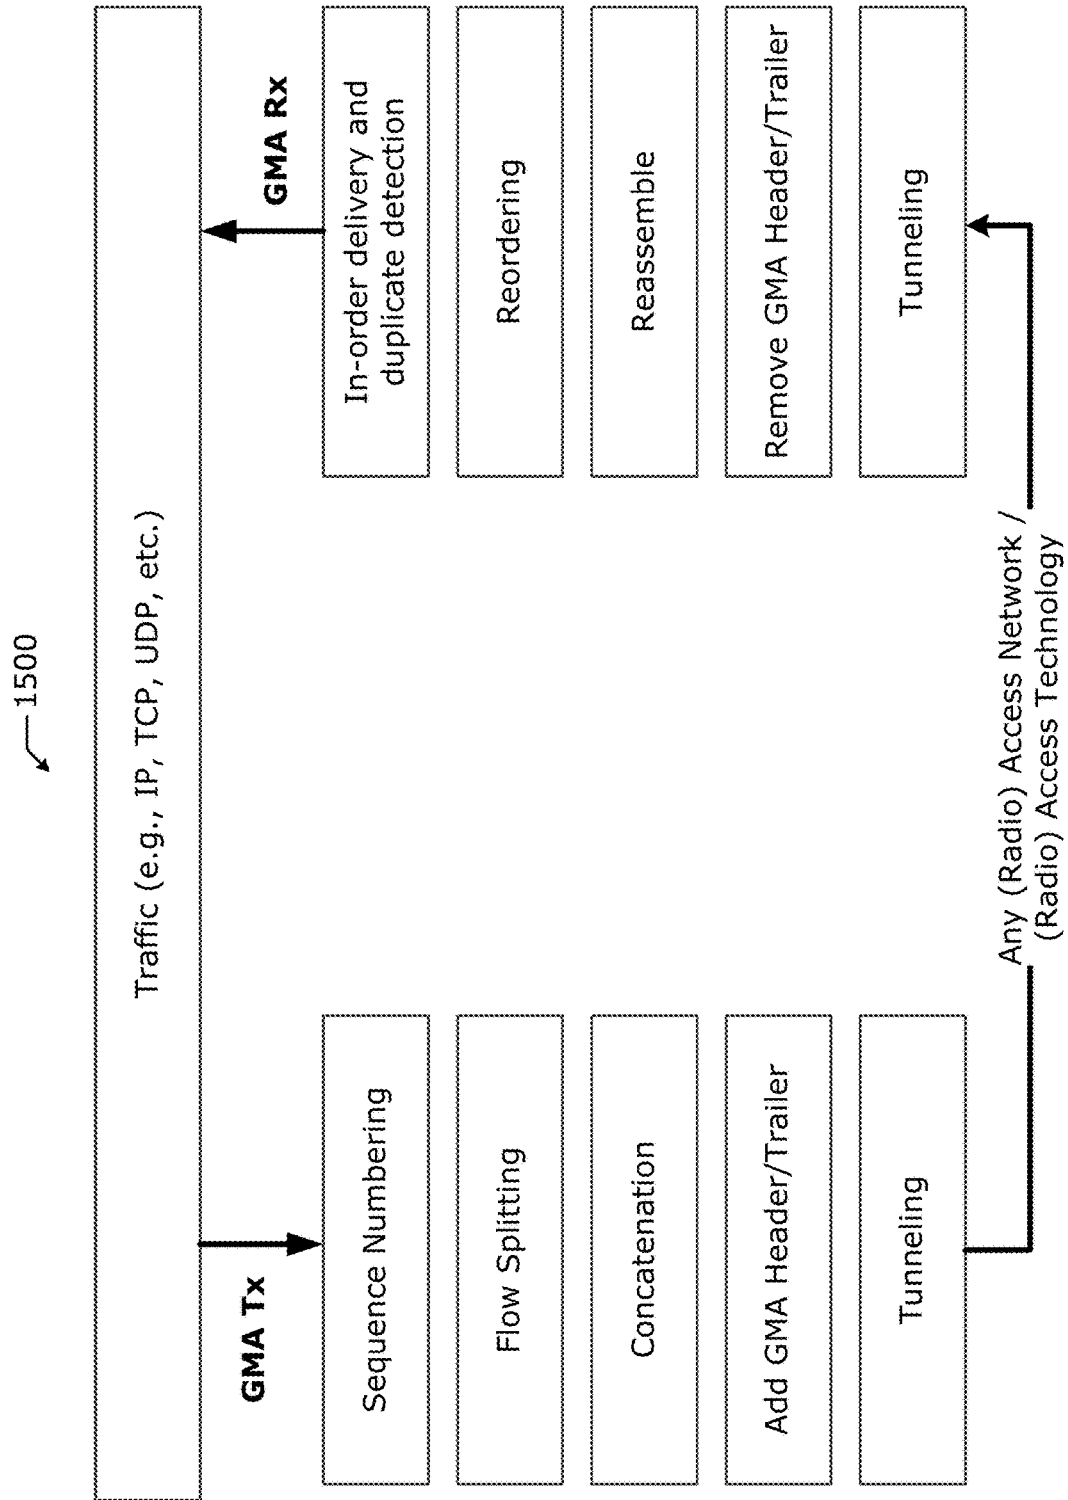 1500
Traffic (e.g., IP, TCP, UDP, etc.)
GMA Tx
GMA Rx
Sequence Numbering
Flow Splitting
Concatenation
Add GMA Header/Trailer
Tunneling
In-order delivery and
duplicate detection
Reordering
Reassemble
Remove GMA Header/Trailer
Tunneling
Any (Radio) Access Network /
(Radio) Access Technology